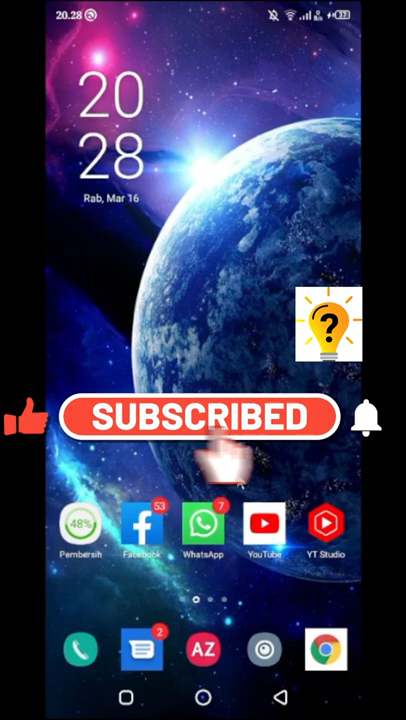 20.28
37
20
28
Rab, Mar 16
?
SUBSCRIBED
48%
53
7
Pembersih
Facebook
WhatsApp
YouTube
YT Studio
2
AZ